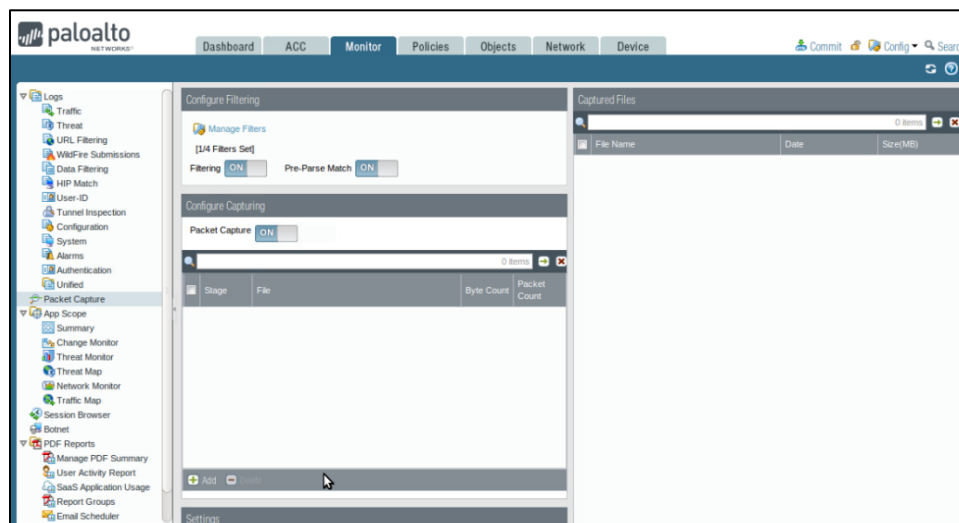 paloalto
NETWORKS
Dashboard ACC Monitor Policies Objects Network Device
Commit Config Searc
Logs
Traffic
Threat
URL Filtering
WildFire Submissions
Data Filtering
HIP Match
User-ID
Tunnel Inspection
Configuration
System
Alarms
Authentication
Unified
Packet Capture
App Scope
Summary
Change Monitor
Threat Monitor
Threat Map
Network Monitor
Traffic Map
Session Browser
Botnet
PDF Reports
Manage PDF Summary
User Activity Report
SaaS Application Usage
Report Groups
Email Scheduler
Configure Filtering
Manage Filters
[1/4 Filters Set]
Filtering ON Pre-Parse Match ON
Configure Capturing
Packet Capture ON
0 items
Stage File Byte Count Packet Count
Add Delete
Settings
Captured Files
0 items
File Name Date Size(MB)